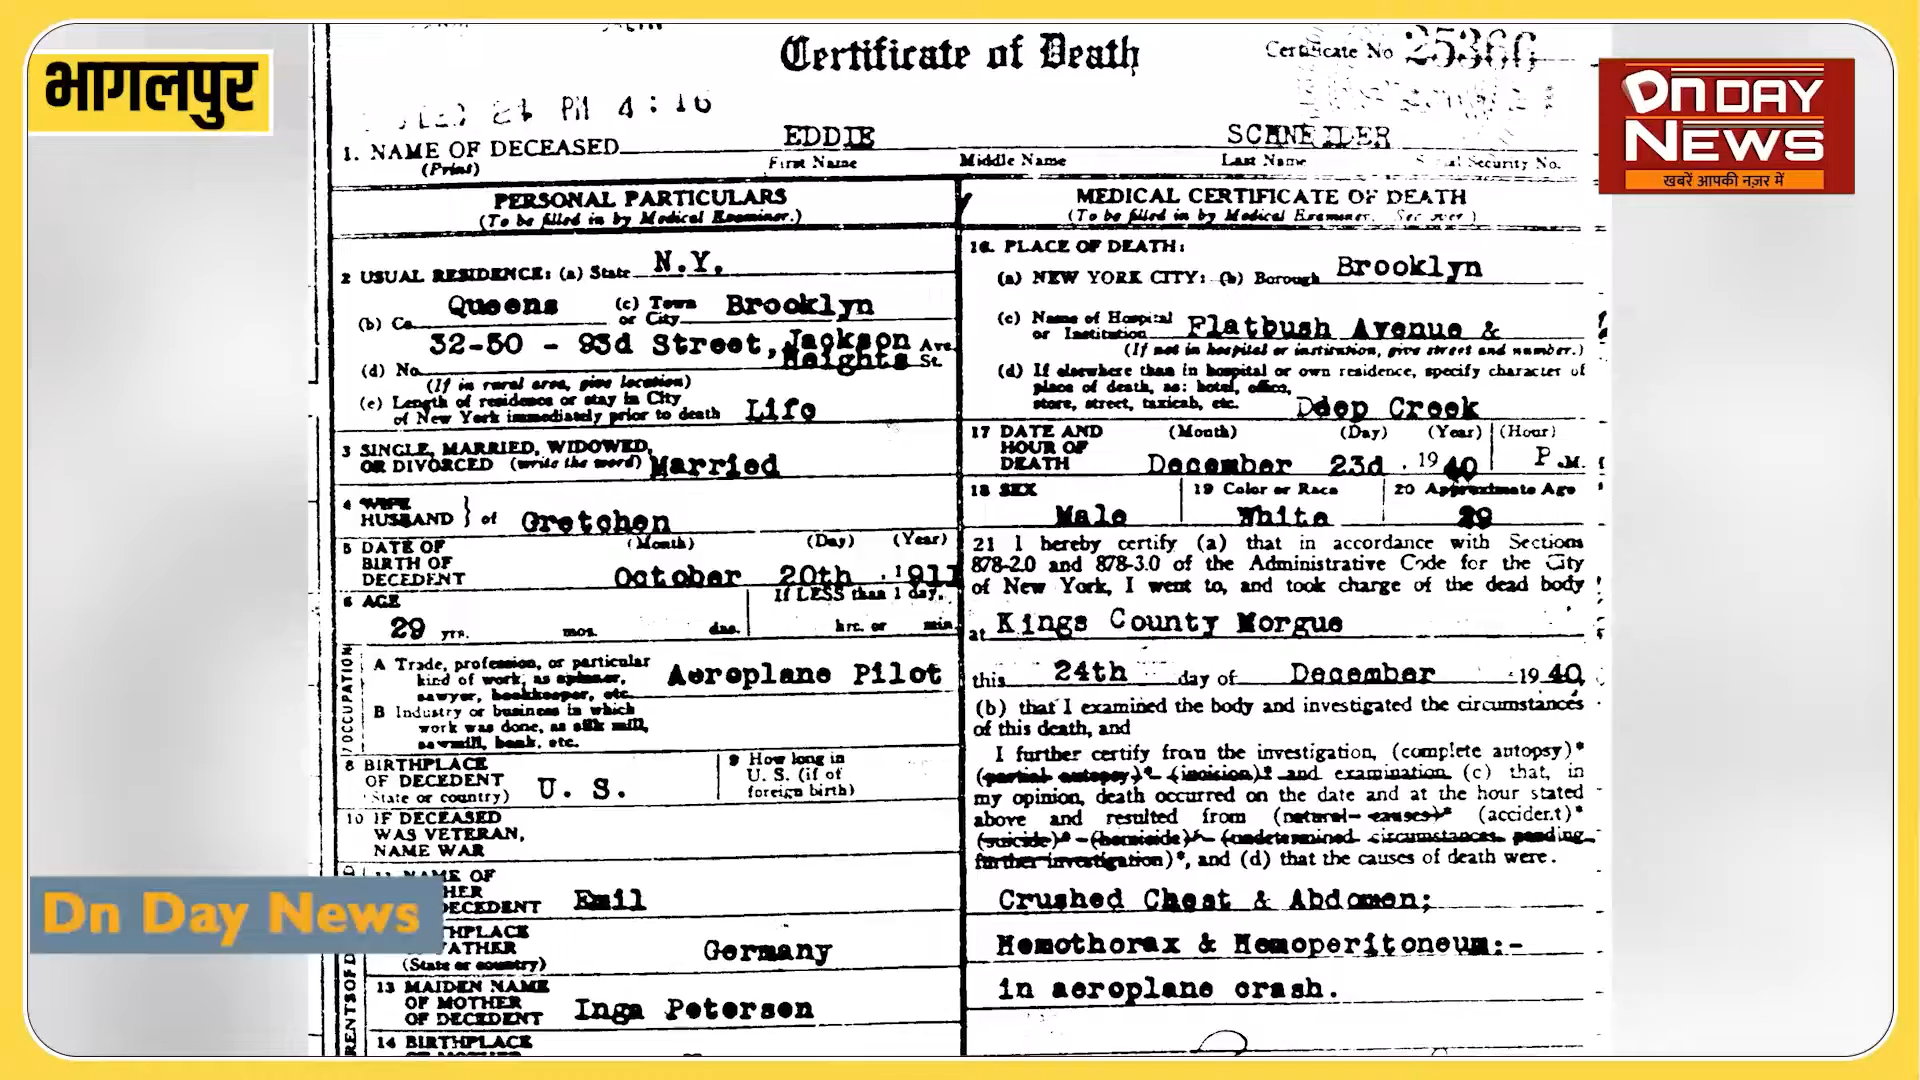 भागलपुर
Dn DAY
NEWS
खबरें आपकी नज़र में
Certificate of Death
Certificate No 25366
PM 4:16
1. NAME OF DECEASED EDDIE SCHNEIDER
(Print) First Name Middle Name Last Name Social Security No.
PERSONAL PARTICULARS
(To be filled in by Medical Examiner.)
2 USUAL RESIDENCE: (a) State N.Y.
(b) Co. Queens (c) Town or City Brooklyn
(d) No. 32-50 - 93d Street, Jackson Heights Ave. St.
(If in rural area, give location)
(e) Length of residence or stay in City
of New York immediately prior to death Life
3 SINGLE, MARRIED, WIDOWED,
OR DIVORCED (write the word) Married
4 WIFE
HUSBAND } of Gretchen
5 DATE OF (Month) (Day) (Year)
BIRTH OF
DECEDENT October 20th . 1911
6 AGE If LESS than 1 day,
29 yrs. mos. ds. hrs. or min.
7 OCCUPATION
A Trade, profession, or particular
kind of work, as spinner,
sawyer, bookkeeper, etc. Aeroplane Pilot
B Industry or business in which
work was done, as silk mill,
sawmill, bank, etc.
8 BIRTHPLACE
OF DECEDENT
(State or country) U. S.
9 How long in
U. S. (if of
foreign birth)
10 IF DECEASED
WAS VETERAN,
NAME WAR
NAME OF
HER
DECEDENT Emil
THPLACE
ATHER
(State or country) Germany
13 MAIDEN NAME
OF MOTHER
OF DECEDENT Inga Peterson
14 BIRTHPLACE
MEDICAL CERTIFICATE OF DEATH
(To be filled in by Medical Examiner. See over)
16. PLACE OF DEATH:
(a) NEW YORK CITY: (b) Borough Brooklyn
(c) Name of Hospital
or Institution Flatbush Avenue &
(If not in hospital or institution, give street and number.)
(d) If elsewhere than in hospital or own residence, specify character of
place of death, as: hotel, office,
store, street, taxicab, etc. Deep Creek
17 DATE AND (Month) (Day) (Year) (Hour)
HOUR OF
DEATH December 23d . 1940 P.M.
18 SEX 19 Color or Race 20 Approximate Age
Male White 29
21 I hereby certify (a) that in accordance with Sections
878-2.0 and 878-3.0 of the Administrative Code for the City
of New York, I went to, and took charge of the dead body
at Kings County Morgue
this 24th day of December 1940
(b) that I examined the body and investigated the circumstances
of this death, and
I further certify from the investigation, (complete autopsy)*
(partial autopsy)* (incision)* and examination (c) that, in
my opinion, death occurred on the date and at the hour stated
above and resulted from (natural causes)* (accident)*
(suicide)* (homicide)* (undetermined circumstances pending
further investigation)*, and (d) that the causes of death were.
Crushed Chest & Abdomen;
Hemothorax & Hemoperitoneum:-
in aeroplane crash.
Dn Day News